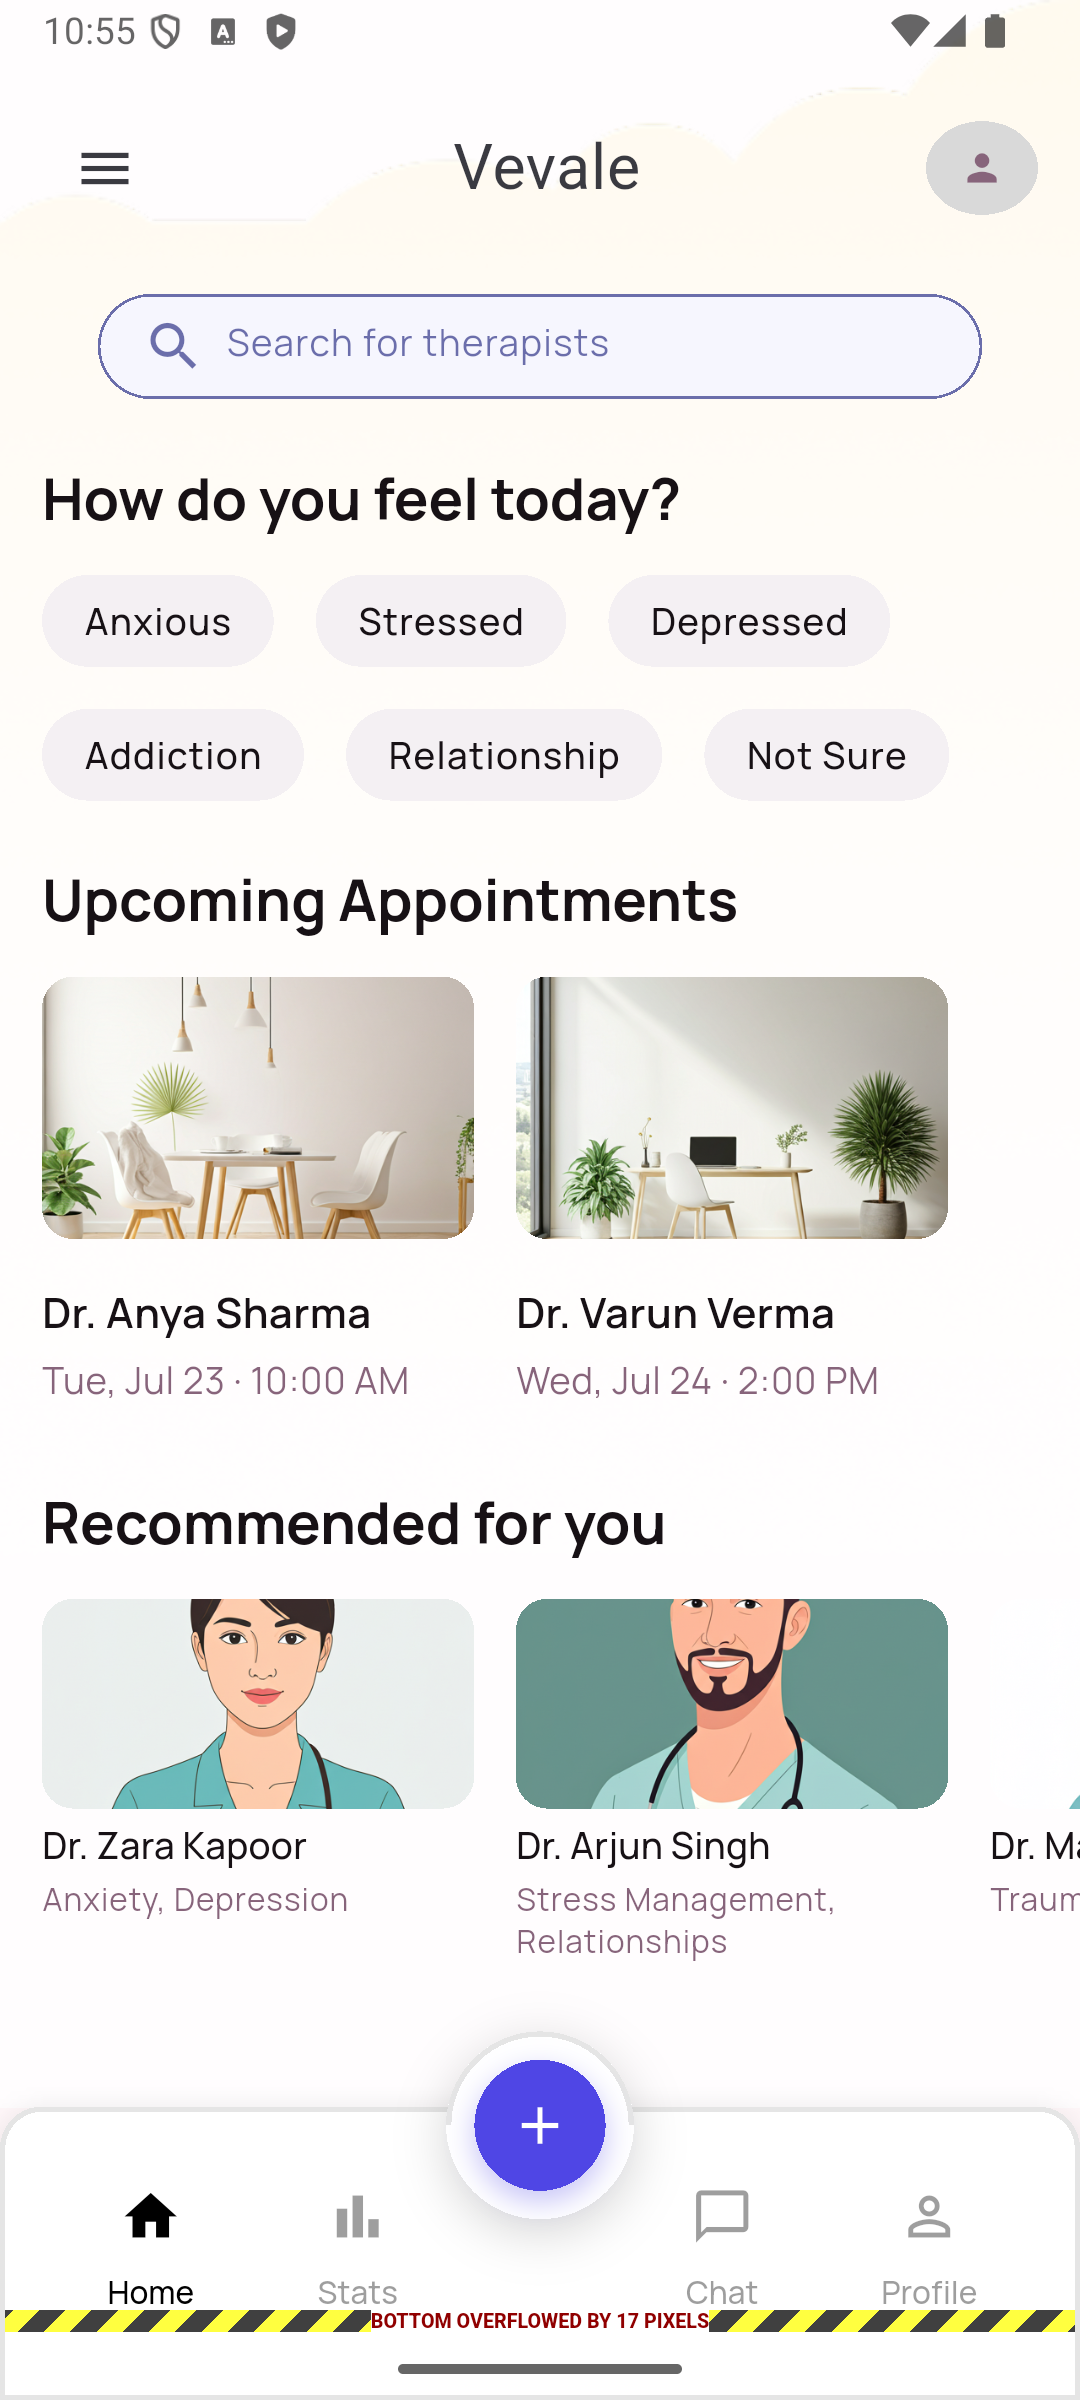 10:55
Vevale
Search for therapists
How do you feel today?
Anxious Stressed Depressed
Addiction Relationship Not Sure
Upcoming Appointments
Dr. Anya Sharma Dr. Varun Verma
Tue, Jul 23 · 10:00 AM Wed, Jul 24 · 2:00 PM
Recommended for you
Dr. Zara Kapoor Dr. Arjun Singh Dr.
Anxiety, Depression Stress Management,
Relationships
Home Stats Chat Profile
BOTTOM OVERFLOWED BY 17 PIXELS